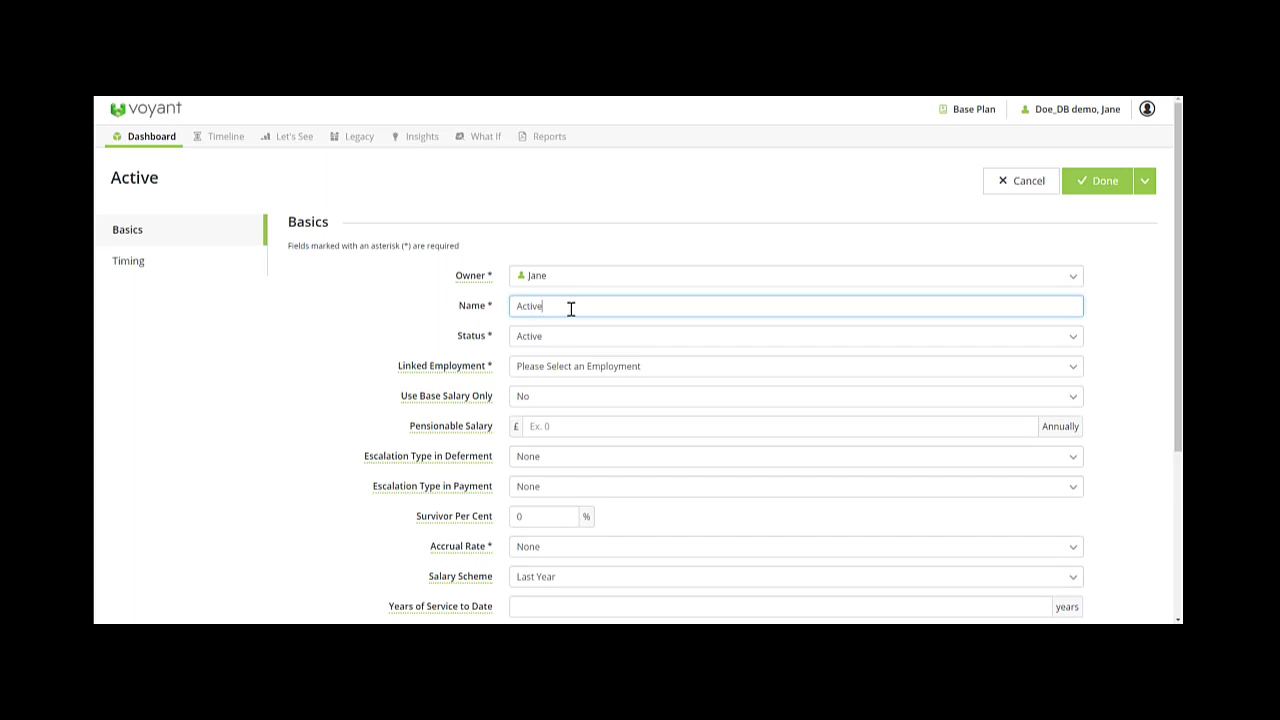 voyant
Base Plan
Doe_DB demo, Jane
Dashboard Timeline Let's See Legacy Insights What If Reports
Active
Cancel
Done
Basics
Timing
Basics
Fields marked with an asterisk (*) are required
Owner * Jane
Name * Active
Status * Active
Linked Employment * Please Select an Employment
Use Base Salary Only No
Pensionable Salary £ Ex. 0 Annually
Escalation Type in Deferment None
Escalation Type in Payment None
Survivor Per Cent 0 %
Accrual Rate * None
Salary Scheme Last Year
Years of Service to Date years